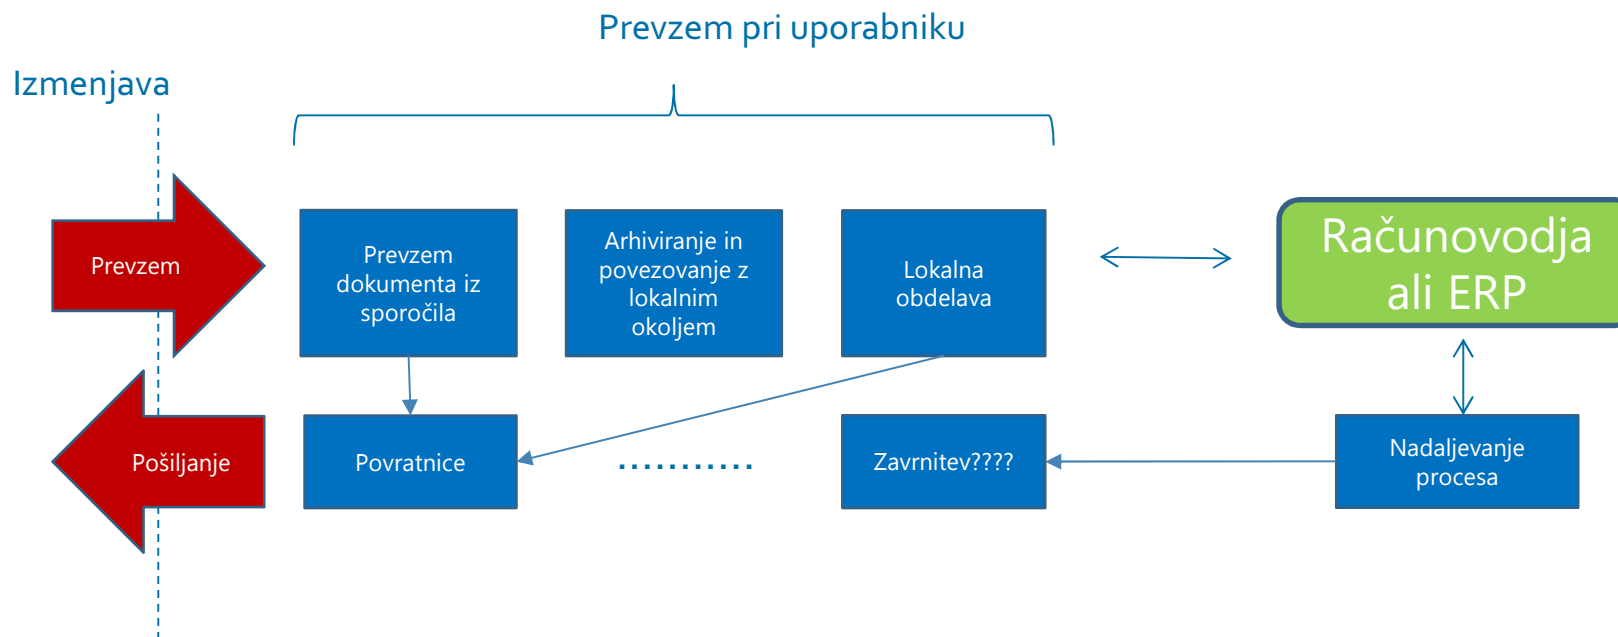 Prevzem pri uporabniku
Izmenjava
Prevzem
Prevzem
dokumenta iz
sporočila
Arhiviranje in
povezovanje z
lokalnim
okoljem
Lokalna
obdelava
Računovodja
ali ERP
Pošiljanje
Povratnice
...........
Zavrnitev????
Nadaljevanje
procesa